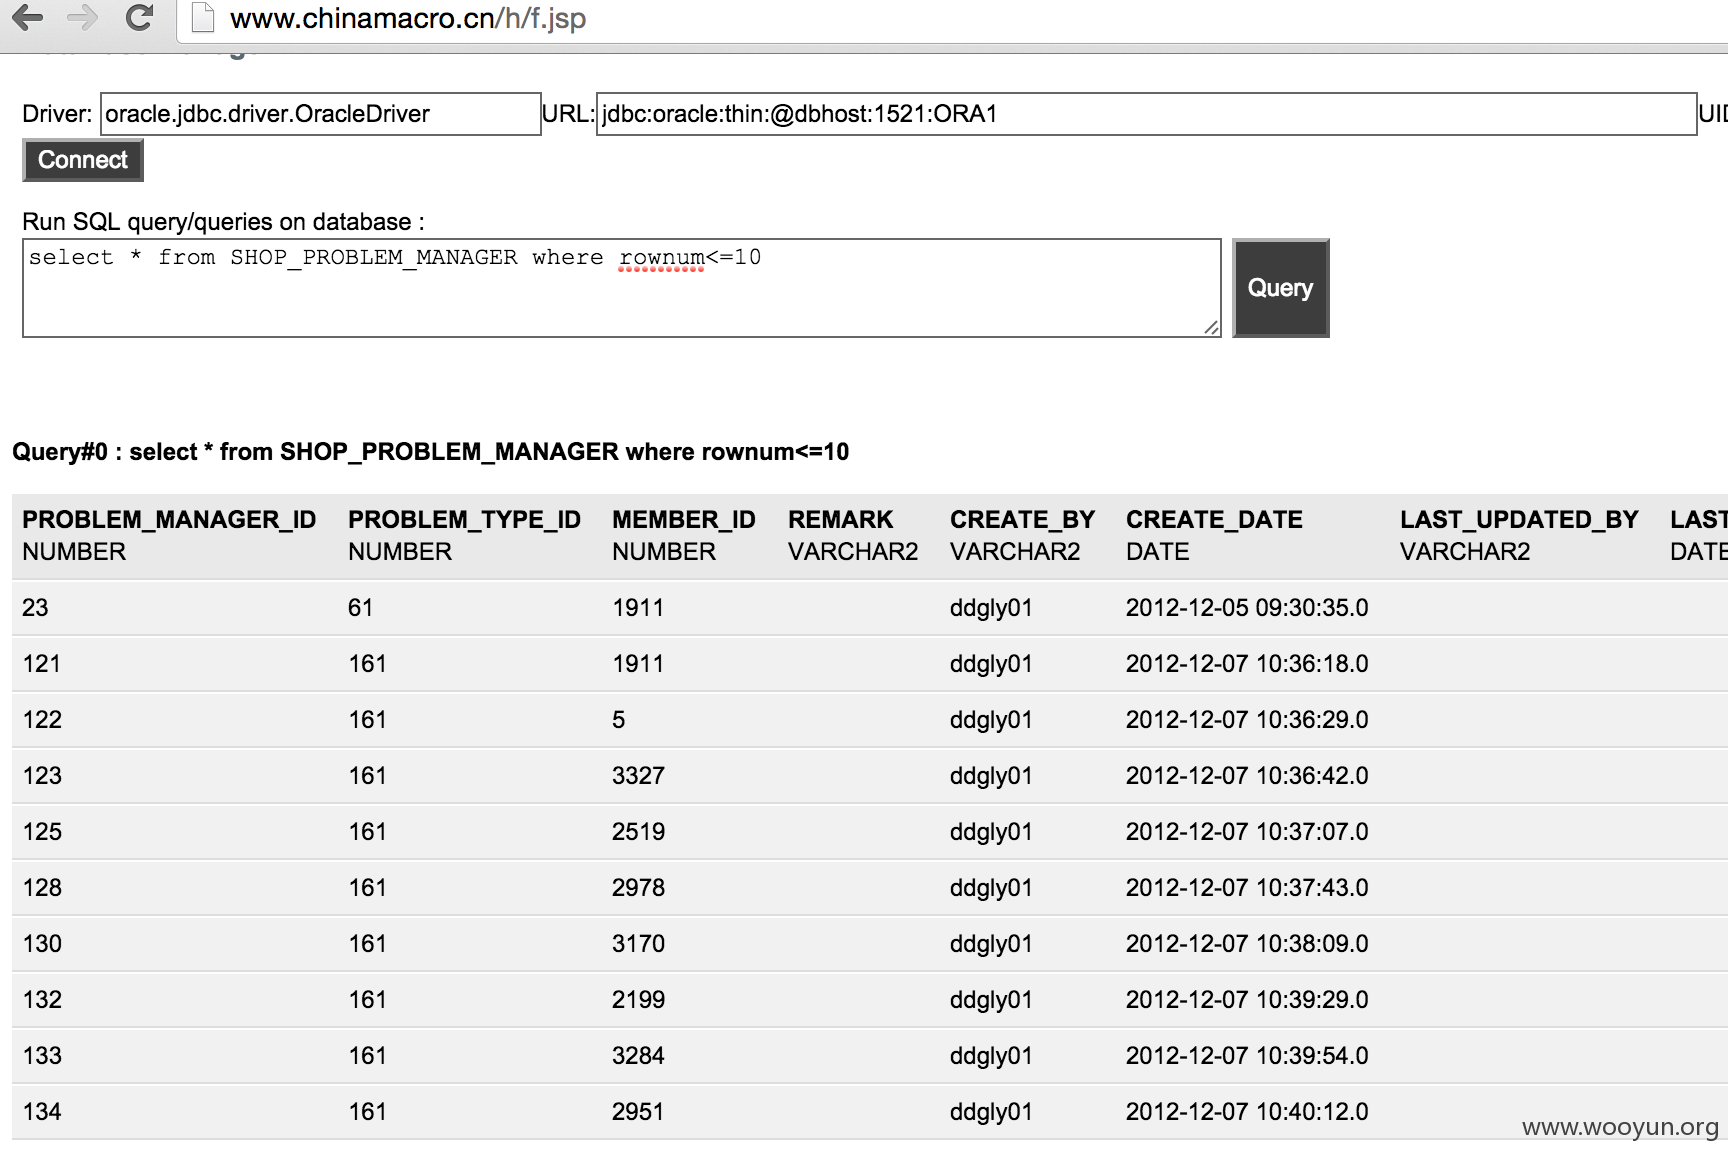 www.chinamacro.cn/h/f.jsp
Driver: oracle.jdbc.driver.OracleDriver URL: jdbc:oracle:thin:@dbhost:1521:ORA1
Connect
Run SQL query/queries on database :
select * from SHOP_PROBLEM_MANAGER where rownum<=10
Query
Query#0 : select * from SHOP_PROBLEM_MANAGER where rownum<=10
PROBLEM_MANAGER_ID PROBLEM_TYPE_ID MEMBER_ID REMARK CREATE_BY CREATE_DATE LAST_UPDATED_BY LAST
NUMBER NUMBER NUMBER VARCHAR2 VARCHAR2 DATE VARCHAR2 DATE
23 61 1911 ddgly01 2012-12-05 09:30:35.0
121 161 1911 ddgly01 2012-12-07 10:36:18.0
122 161 5 ddgly01 2012-12-07 10:36:29.0
123 161 3327 ddgly01 2012-12-07 10:36:42.0
125 161 2519 ddgly01 2012-12-07 10:37:07.0
128 161 2978 ddgly01 2012-12-07 10:37:43.0
130 161 3170 ddgly01 2012-12-07 10:38:09.0
132 161 2199 ddgly01 2012-12-07 10:39:29.0
133 161 3284 ddgly01 2012-12-07 10:39:54.0
134 161 2951 ddgly01 2012-12-07 10:40:12.0
www.wooyun.org